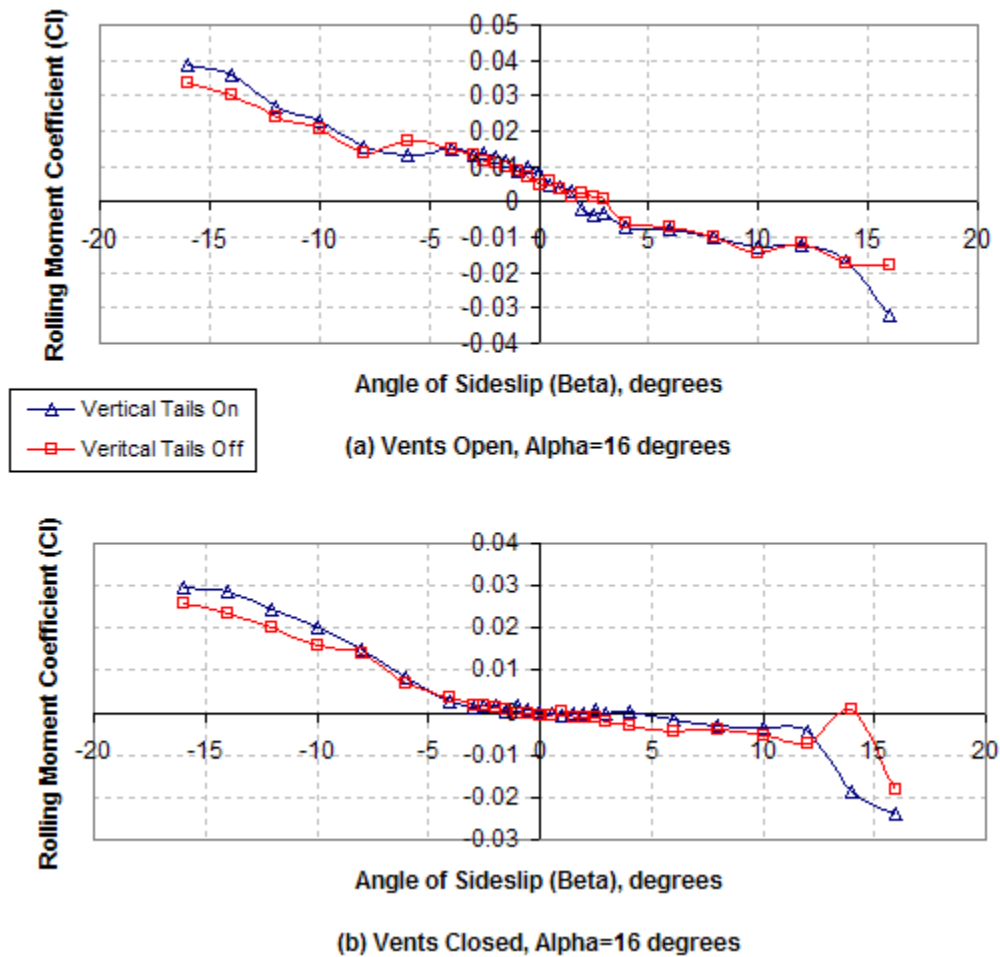 Rolling Moment Coefficient (Cl)
0.05
0.04
0.03
0.02
0.01
0
-0.01
-0.02
-0.03
-0.04
-20 -15 -10 -5 0 5 10 15 20
Angle of Sideslip (Beta), degrees
Vertical Tails On
Veritcal Tails Off
(a) Vents Open, Alpha=16 degrees
Rolling Moment Coefficient (Cl)
0.04
0.03
0.02
0.01
-0.01
-0.02
-0.03
-20 -15 -10 -5 0 5 10 15 20
Angle of Sideslip (Beta), degrees
(b) Vents Closed, Alpha=16 degrees